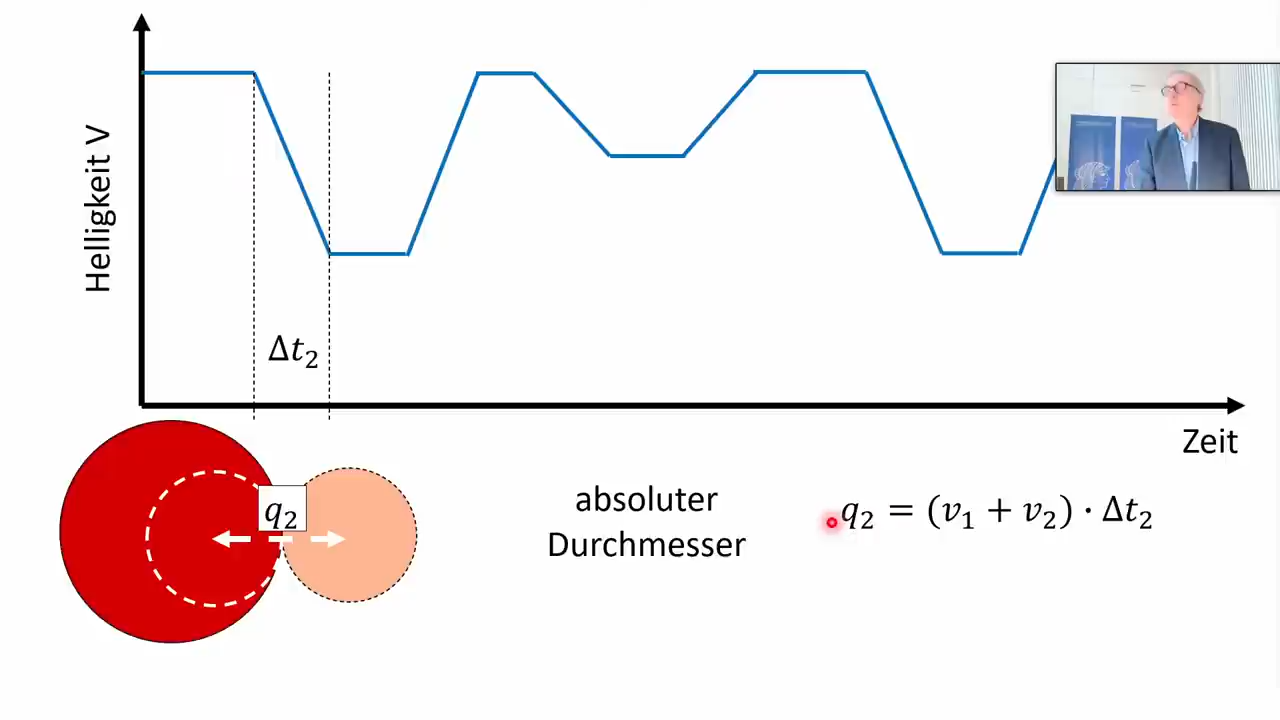 Helligkeit V
Δt₂
Zeit
q₂
absoluter
Durchmesser
q₂ = (v₁ + v₂) · Δt₂